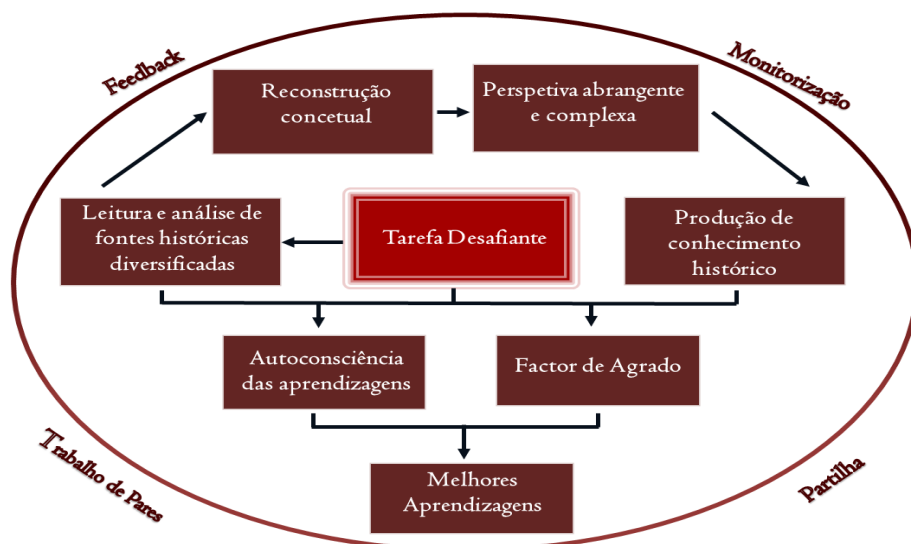 Feedback
Monitorização
Reconstrução
concetual
Perspetiva abrangente
e complexa
Leitura e análise de
fontes históricas
diversificadas
Tarefa Desafiante
Produção de
conhecimento
histórico
Autoconsciência
das aprendizagens
Factor de Agrado
Trabalho de Pares
Partilha
Melhores
Aprendizagens